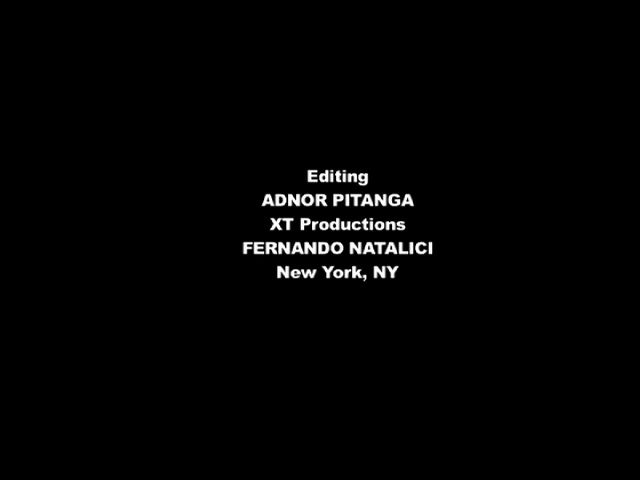 Editing
ADNOR PITANGA
XT Productions
FERNANDO NATALICI
New York, NY